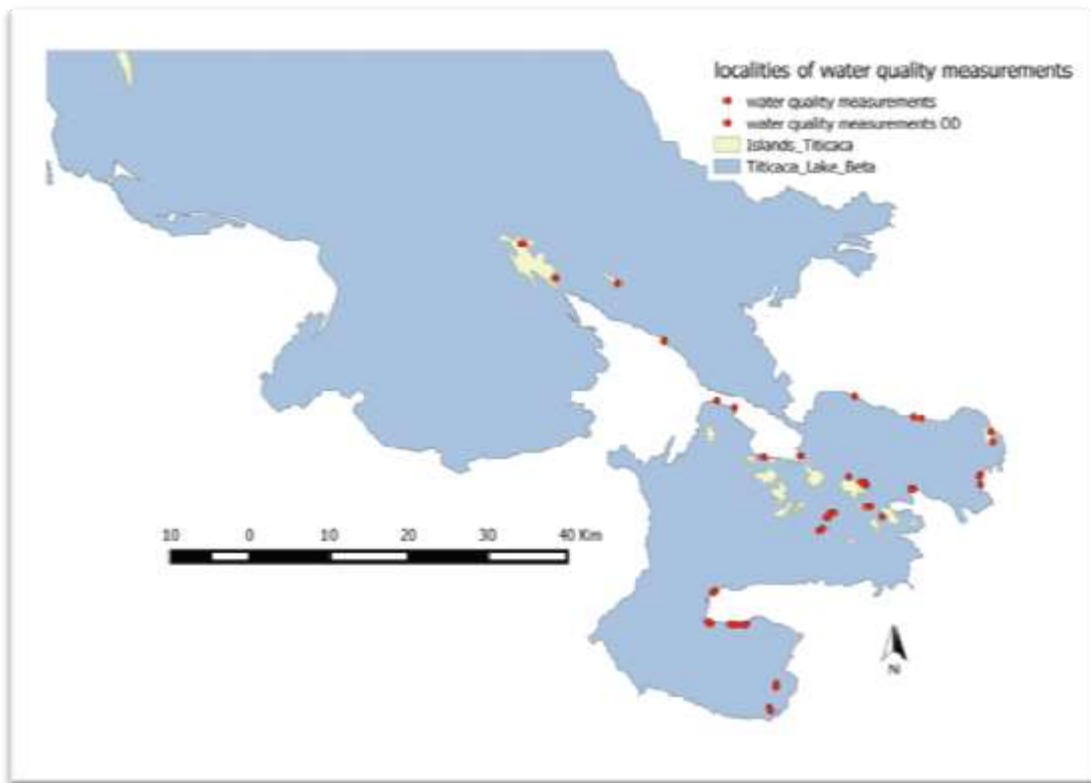 localities of water quality measurements
water quality measurements
water quality measurements OD
Islands_Titicaca
Titicaca_Lake_Beta
10 0 10 20 30 40 Km
N